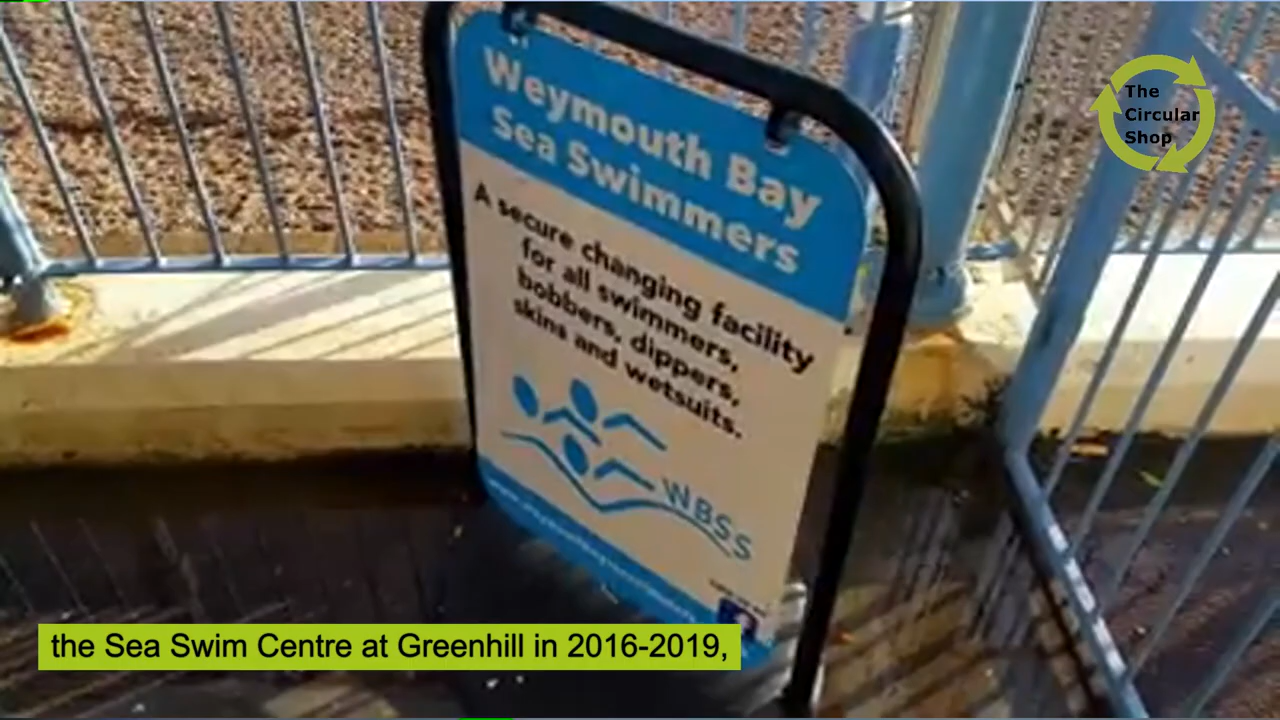 Weymouth Bay
Sea Swimmers
The
Circular
Shop
A secure changing facility
for all swimmers,
bobbers, dippers,
skins and wetsuits.
WBSS
the Sea Swim Centre at Greenhill in 2016-2019,